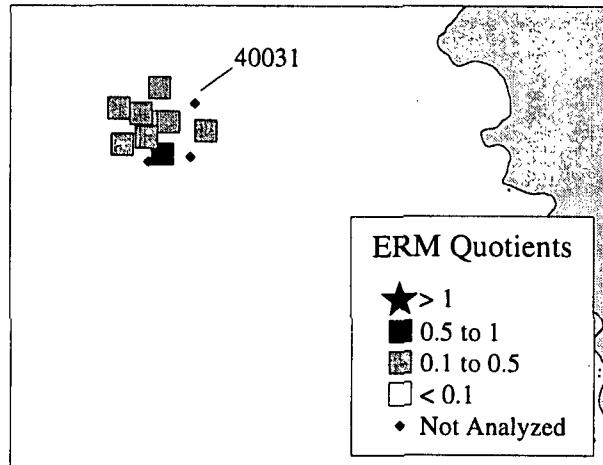 40031
ERM Quotients
> 1
0.5 to 1
0.1 to 0.5
< 0.1
Not Analyzed